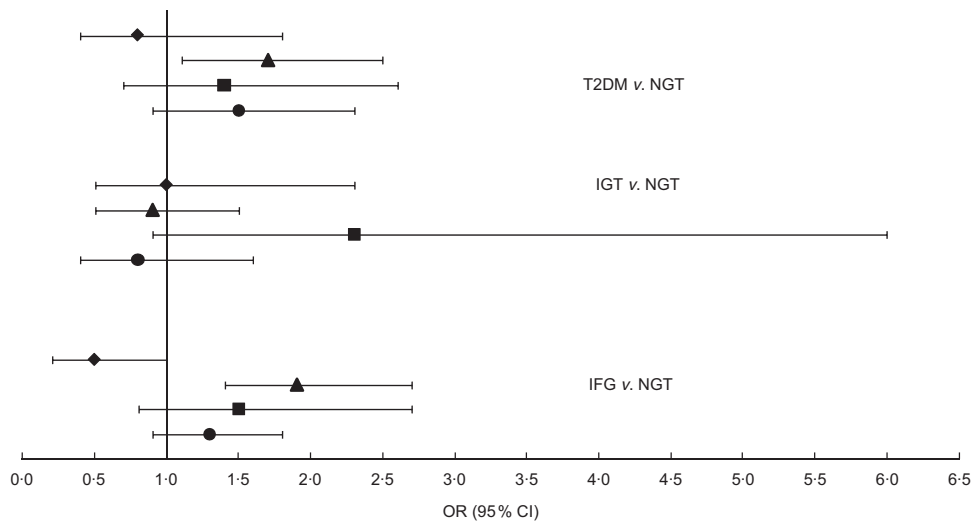 T2DM v. NGT
IGT v. NGT
IFG v. NGT
0·0 0·5 1·0 1·5 2·0 2·5 3·0 3·5 4·0 4·5 5·0 5·5 6·0 6·5
OR (95 % CI)